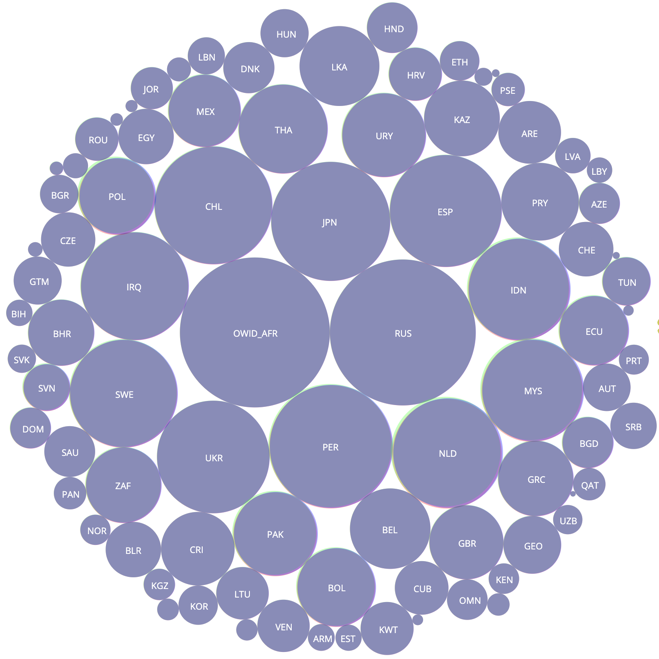 HUN
HND
LBN
DNK
LKA
HRV
ETH
JOR
PSE
MEX
THA
URY
KAZ
ARE
ROU
EGY
LVA
LBY
BGR
POL
CHL
JPN
ESP
PRY
AZE
CZE
CHE
GTM
IRQ
IDN
TUN
BIH
BHR
OWID_AFR
RUS
ECU
SVK
PRT
SVN
SWE
MYS
AUT
DOM
SRB
SAU
UKR
PER
NLD
BGD
PAN
ZAF
GRC
QAT
NOR
UZB
BLR
CRI
PAK
BEL
GBR
GEO
KGZ
KOR
LTU
BOL
CUB
OMN
KEN
VEN
ARM
EST
KWT